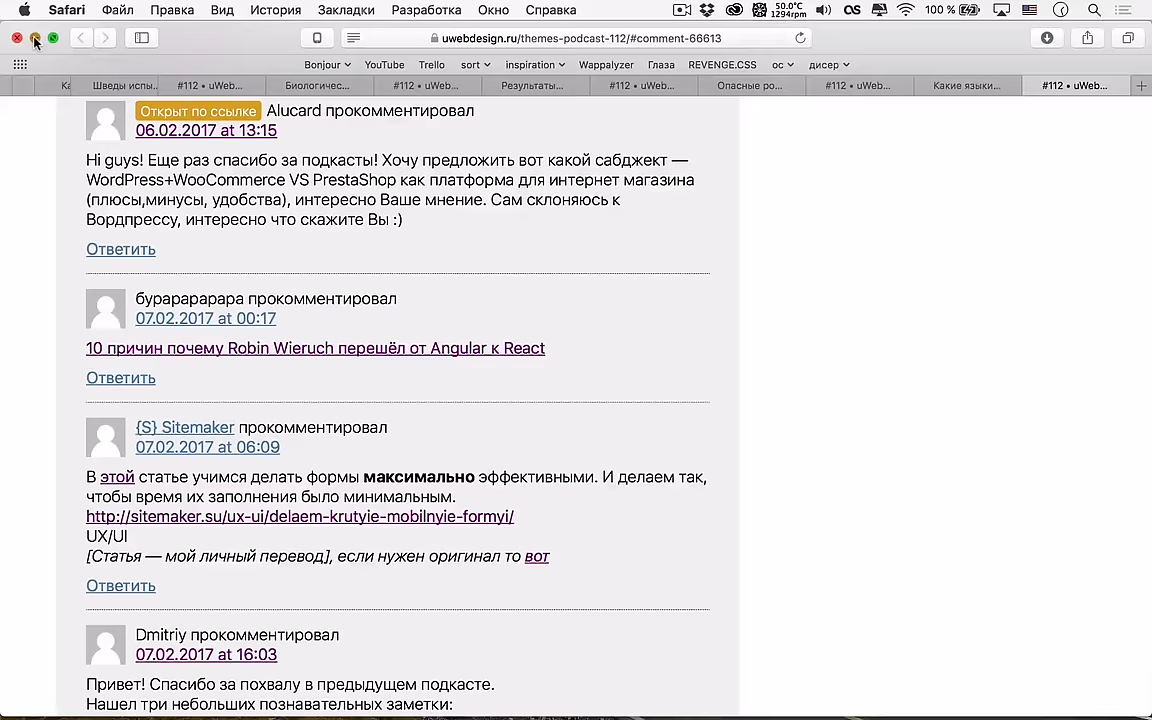 Safari Файл Правка Вид История Закладки Разработка Окно Справка 50.0°C 1294rpm 100 %
uwebdesign.ru/themes-podcast-112/#comment-66613
Bonjour YouTube Trello sort inspiration Wappalyzer Глаза REVENGE.CSS ос дисер
Ка Шведы испы... #112 • uWeb... Биологичес... #112 • uWeb... Результаты... #112 • uWeb... Опасные ро... #112 • uWeb... Какие языки... #112 • uWeb...
Открыт по ссылке Alucard прокомментировал
06.02.2017 at 13:15
Hi guys! Еще раз спасибо за подкасты! Хочу предложить вот какой сабджект —
WordPress+WooCommerce VS PrestaShop как платформа для интернет магазина
(плюсы,минусы, удобства), интересно Ваше мнение. Сам склоняюсь к
Вордпрессу, интересно что скажите Вы :)
Ответить
бурарарарара прокомментировал
07.02.2017 at 00:17
10 причин почему Robin Wieruch перешёл от Angular к React
Ответить
{S} Sitemaker прокомментировал
07.02.2017 at 06:09
В этой статье учимся делать формы максимально эффективными. И делаем так,
чтобы время их заполнения было минимальным.
http://sitemaker.su/ux-ui/delaem-krutyie-mobilnyie-formyi/
UX/UI
[Статья — мой личный перевод], если нужен оригинал то вот
Ответить
Dmitriy прокомментировал
07.02.2017 at 16:03
Привет! Спасибо за похвалу в предыдущем подкасте.
Нашел три небольших познавательных заметки: